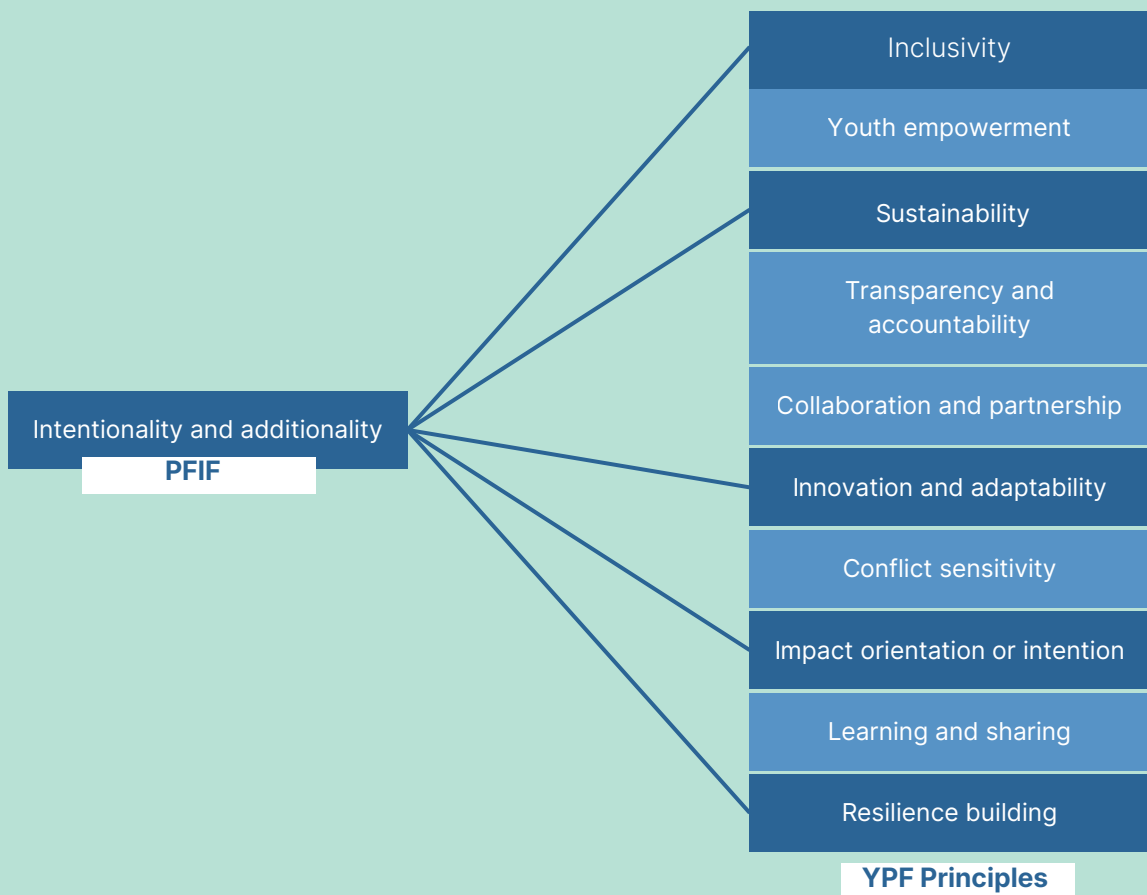 Inclusivity
Youth empowerment
Sustainability
Transparency and
accountability
Collaboration and partnership
Intentionality and additionality
PFIF
Innovation and adaptability
Conflict sensitivity
Impact orientation or intention
Learning and sharing
Resilience building
YPF Principles